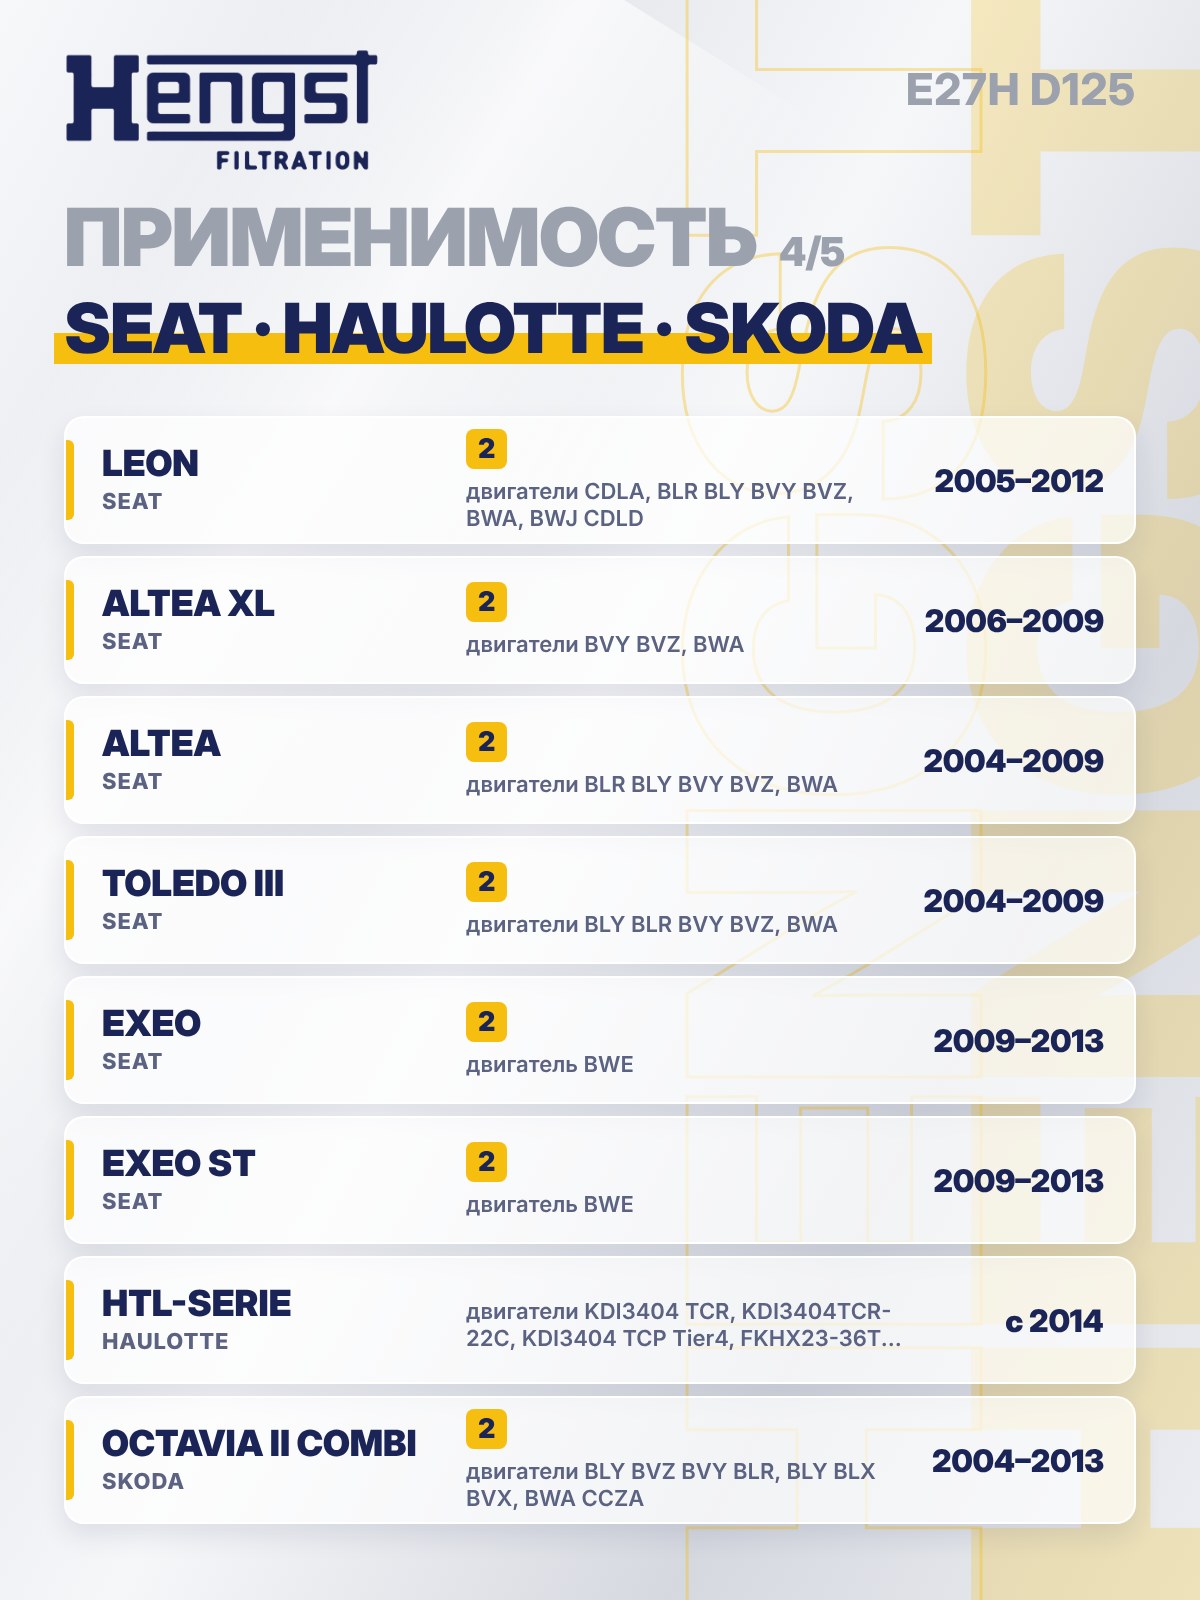 Hengst
FILTRATION
E27H D125
ПРИМЕНИМОСТЬ 4/5
SEAT · HAULOTTE · SKODA
LEON
SEAT
2
двигатели CDLA, BLR BLY BVY BVZ,
BWA, BWJ CDLD
2005–2012
ALTEA XL
SEAT
2
двигатели BVY BVZ, BWA
2006–2009
ALTEA
SEAT
2
двигатели BLR BLY BVY BVZ, BWA
2004–2009
TOLEDO III
SEAT
2
двигатели BLY BLR BVY BVZ, BWA
2004–2009
EXEO
SEAT
2
двигатель BWE
2009–2013
EXEO ST
SEAT
2
двигатель BWE
2009–2013
HTL-SERIE
HAULOTTE
двигатели KDI3404 TCR, KDI3404TCR-
22C, KDI3404 TCP Tier4, FKHX23-36T...
с 2014
OCTAVIA II COMBI
SKODA
2
двигатели BLY BVZ BVY BLR, BLY BLX
BVX, BWA CCZA
2004–2013
HENGST
HENGST